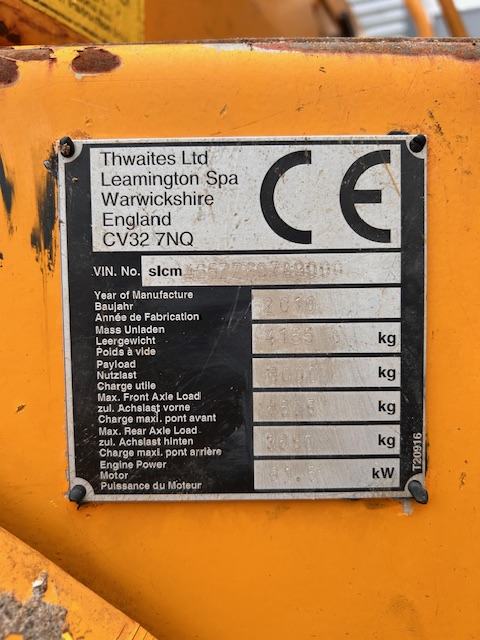 Thwaites Ltd
Leamington Spa
Warwickshire
England
CV32 7NQ
CE
VIN. No. slcm
Year of Manufacture
Baujahr
Année de Fabrication
Mass Unladen
Leergewicht
Poids à vide
kg
Payload
Nutzlast
Charge utile
kg
Max. Front Axle Load
zul. Achslast vorne
Charge maxi. pont avant
kg
Max. Rear Axle Load
zul. Achslast hinten
Charge maxi. pont arrière
kg
Engine Power
Motor
Puissance du Moteur
kW
T20916